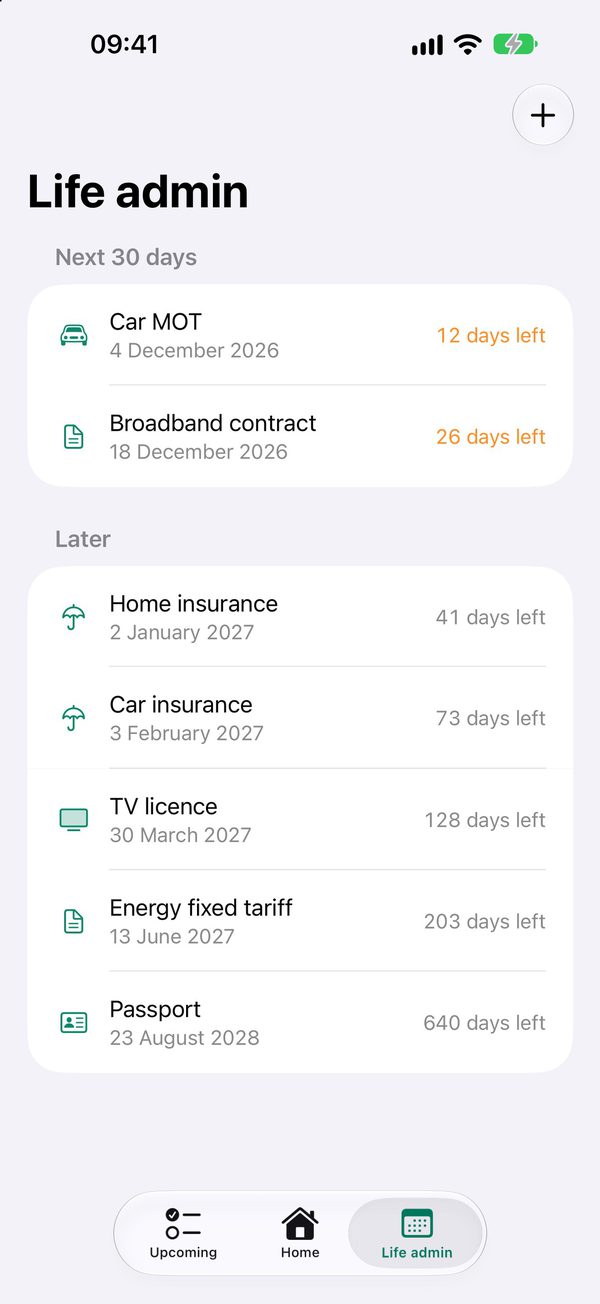 09:41
Life admin
Next 30 days
Car MOT
4 December 2026
12 days left
Broadband contract
18 December 2026
26 days left
Later
Home insurance
2 January 2027
41 days left
Car insurance
3 February 2027
73 days left
TV licence
30 March 2027
128 days left
Energy fixed tariff
13 June 2027
203 days left
Passport
23 August 2028
640 days left
Upcoming
Home
Life admin